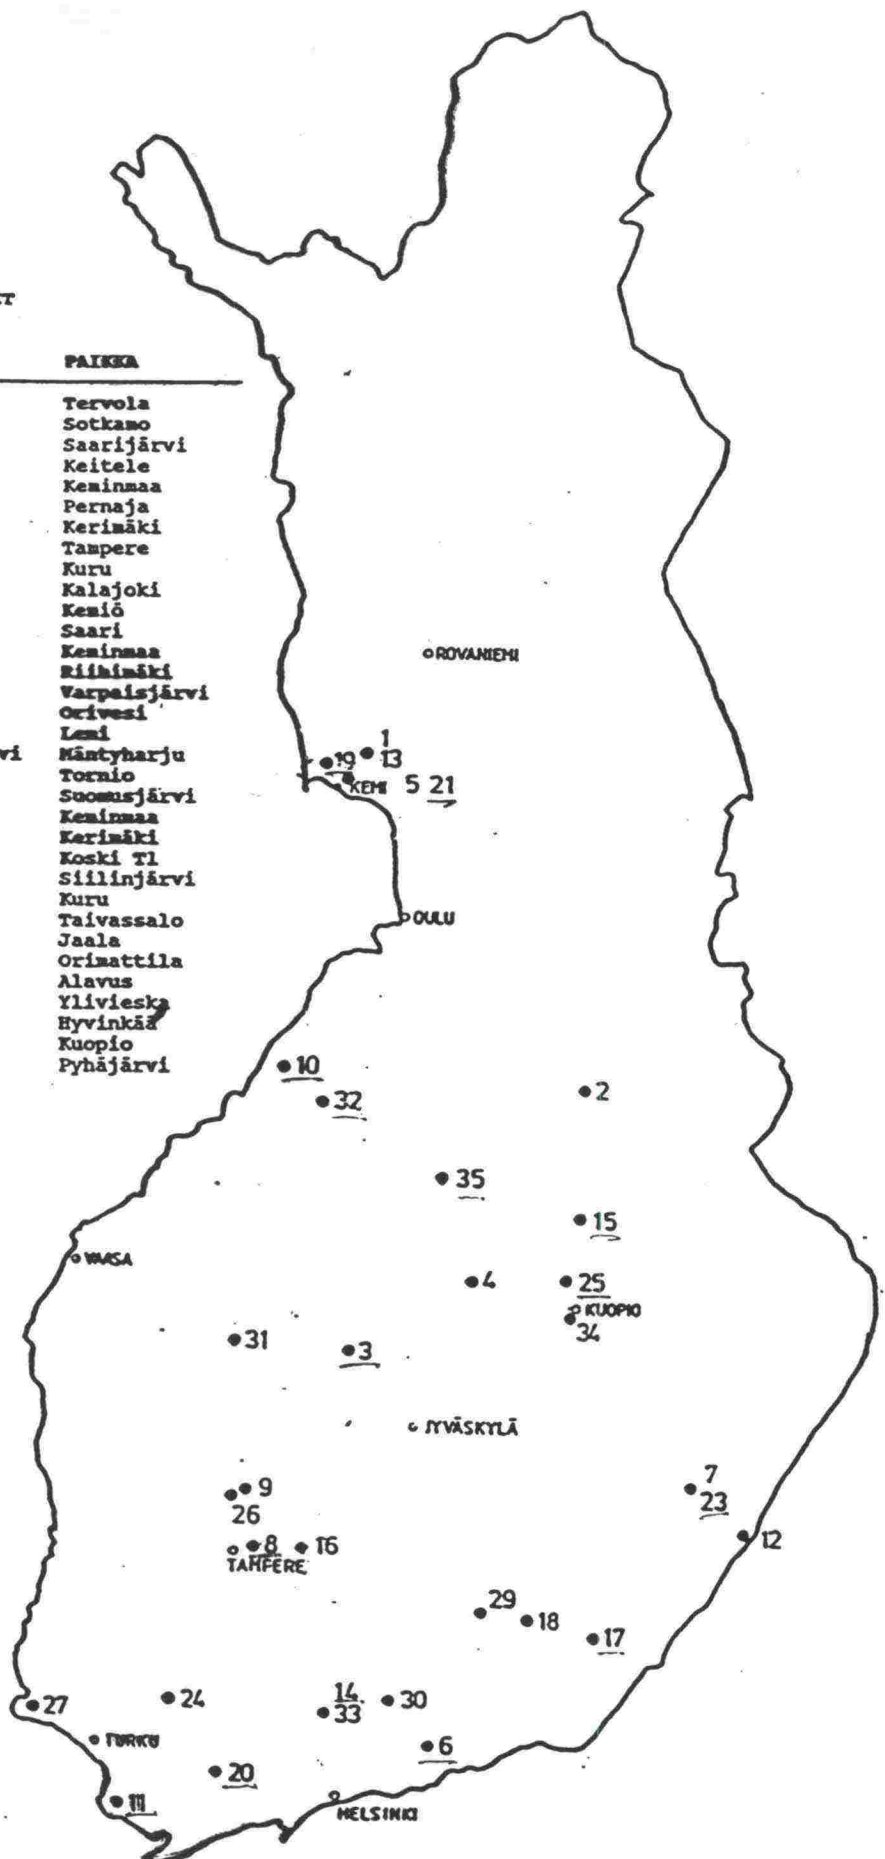 PAIKKA
Tervola
Sotkamo
Saarijärvi
Keitele
Keminmaa
Pernaja
Kerimäki
Tampere
Kuru
Kalajoki
Kemiö
Saari
Keminmaa
Riihimäki
Varpaisjärvi
Orivesi
Lemi
vi Mäntyharju
Tornio
Suomusjärvi
Keminmaa
Kerimäki
Koski Tl
Siilinjärvi
Kuru
Taivassalo
Jaala
Orimattila
Alavus
Ylivieska
Hyvinkää
Kuopio
Pyhäjärvi
ROVANIEMI
1
19 13
KEMI 5 21
OULU
10
32
2
35
15
VAASA
4
25
KUOPIO
34
31
3
JYVÄSKYLÄ
7
9
23
26
12
8 16
TAMPERE
29
18
17
27
24
14
30
33
TURKU
6
20
11
HELSINKI